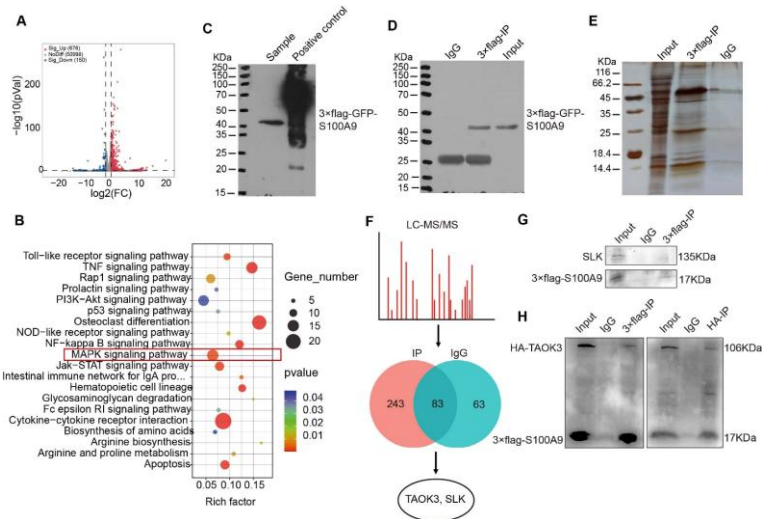 A
Sig_Up (676)
NoDiff (53998)
Sig_Down (150)
-log10(pVal)
200
100
0
-20 -10 0 10 20
log2(FC)
B
Toll-like receptor signaling pathway
TNF signaling pathway
Rap1 signaling pathway
Prolactin signaling pathway
PI3K-Akt signaling pathway
p53 signaling pathway
Osteoclast differentiation
NOD-like receptor signaling pathway
NF-kappa B signaling pathway
MAPK signaling pathway
Jak-STAT signaling pathway
Intestinal immune network for IgA pro...
Hematopoietic cell lineage
Glycosaminoglycan degradation
Fc epsilon RI signaling pathway
Cytokine-cytokine receptor interaction
Biosynthesis of amino acids
Arginine biosynthesis
Arginine and proline metabolism
Apoptosis
0.05 0.10 0.15
Rich factor
Gene_number
5
10
15
20
pvalue
0.04
0.03
0.02
0.01
C
KDa
Sample
Positive control
180
140
100
80
60
50
40
30
20
15
3×flag-GFP-
S100A9
D
KDa
IgG
3×flag-IP
Input
180
140
100
80
60
50
40
35
25
20
15
3×flag-GFP-
S100A9
E
KDa
Input
3×flag-IP
IgG
116
66.2
45
35
25
18.4
14.4
F
LC-MS/MS
IP
IgG
243
83
63
TAOK3, SLK
G
Input
IgG
3×flag-IP
SLK
135KDa
3×flag-S100A9
17KDa
H
Input
IgG
3×flag-IP
Input
IgG
HA-IP
HA-TAOK3
106KDa
3×flag-S100A9
17KDa